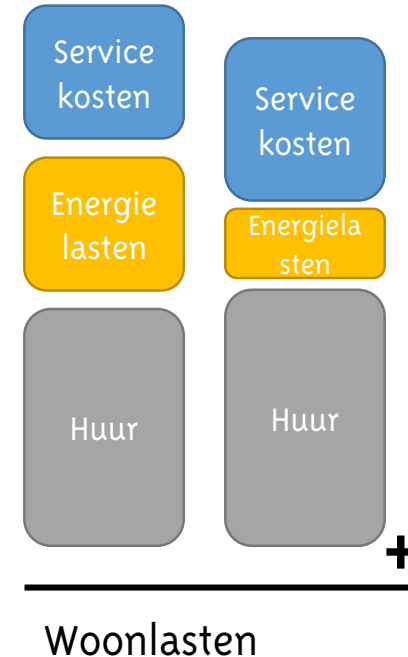 Service
kosten
Energie
lasten
Huur
Service
kosten
Energiela
sten
Huur
+
Woonlasten